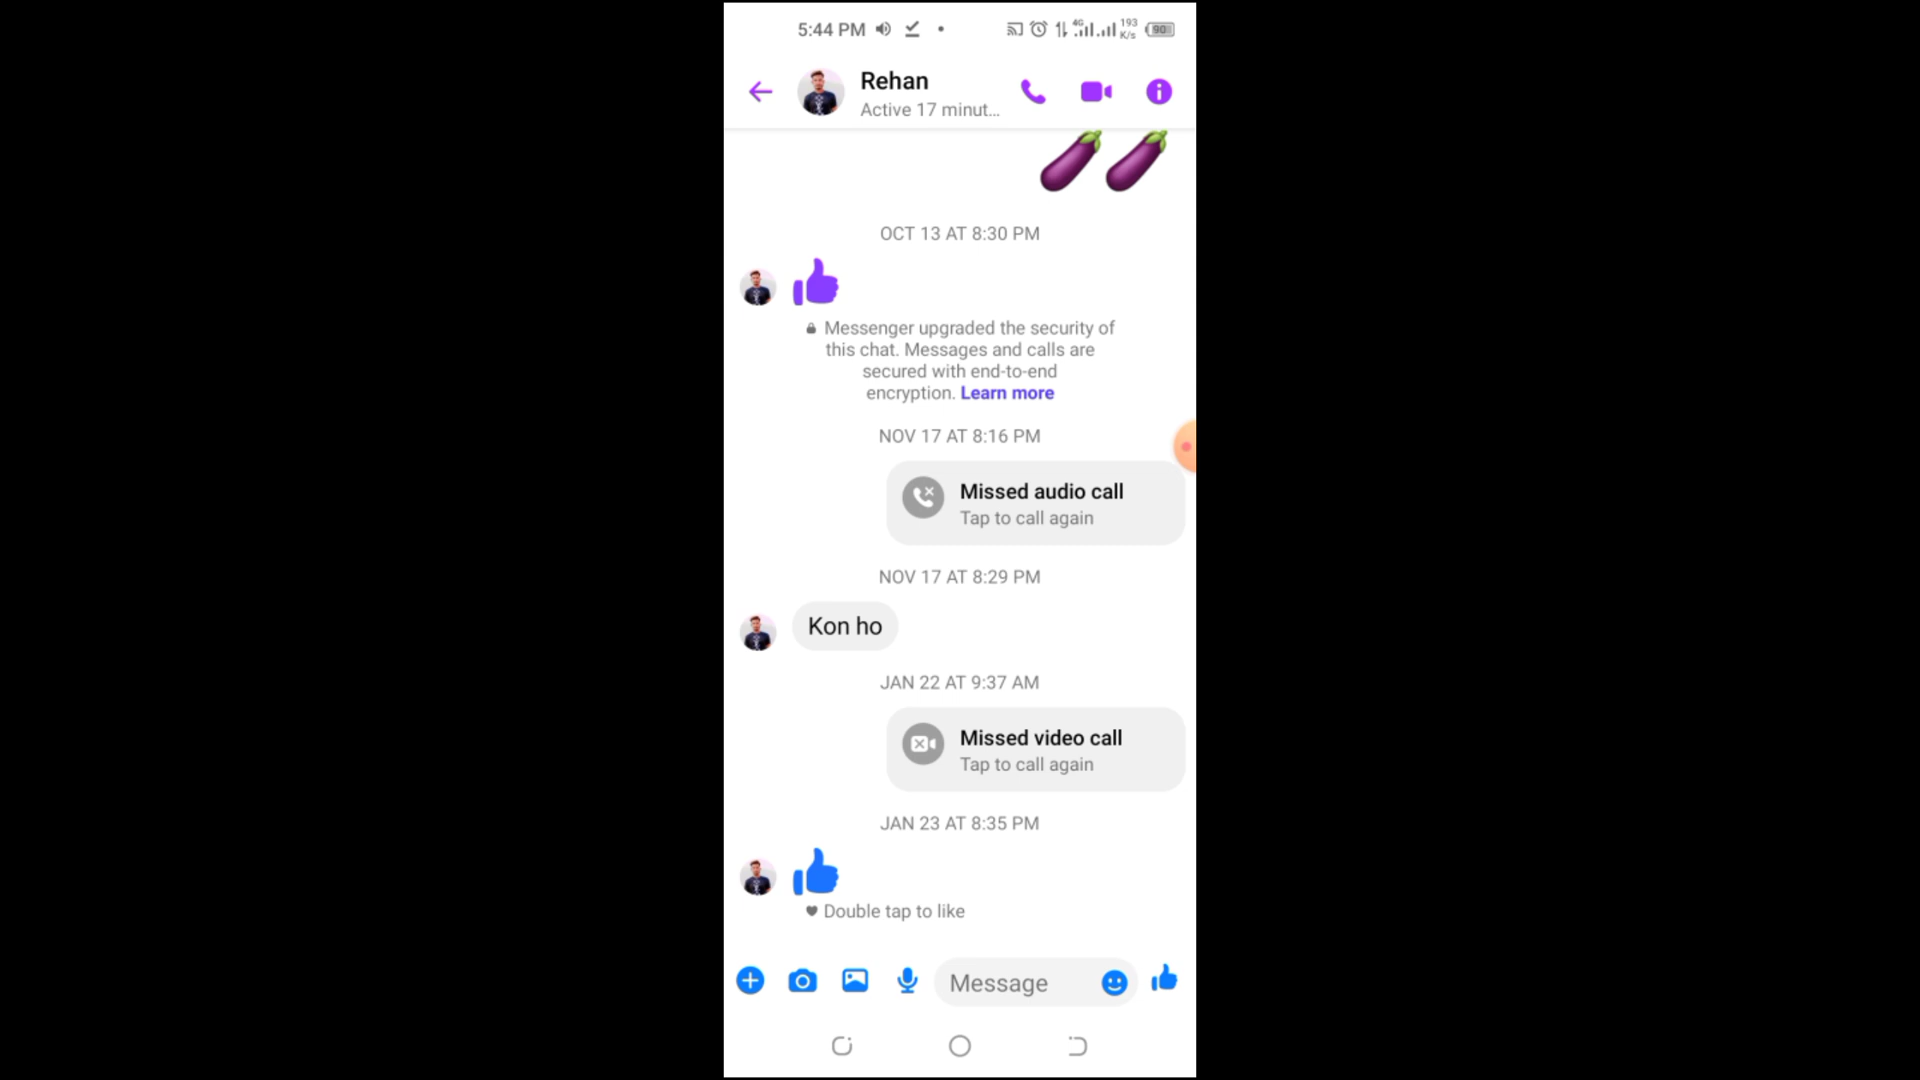 5:44 PM 4G 193 K/s 90
Rehan
Active 17 minut...
OCT 13 AT 8:30 PM
Messenger upgraded the security of
this chat. Messages and calls are
secured with end-to-end
encryption. Learn more
NOV 17 AT 8:16 PM
Missed audio call
Tap to call again
NOV 17 AT 8:29 PM
Kon ho
JAN 22 AT 9:37 AM
Missed video call
Tap to call again
JAN 23 AT 8:35 PM
Double tap to like
Message